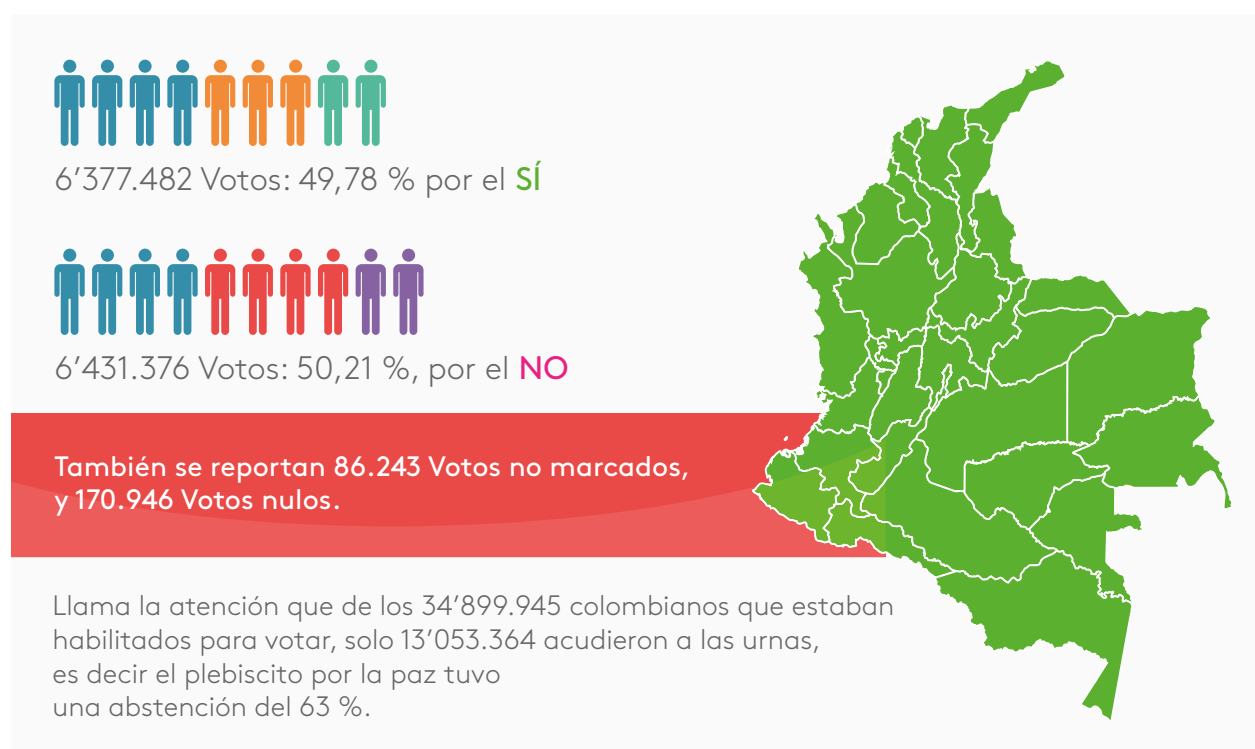 6’377.482 Votos: 49,78 % por el SÍ
6’431.376 Votos: 50,21 %, por el NO
También se reportan 86.243 Votos no marcados,
y 170.946 Votos nulos.
Llama la atención que de los 34’899.945 colombianos que estaban
habilitados para votar, solo 13’053.364 acudieron a las urnas,
es decir el plebiscito por la paz tuvo
una abstención del 63 %.